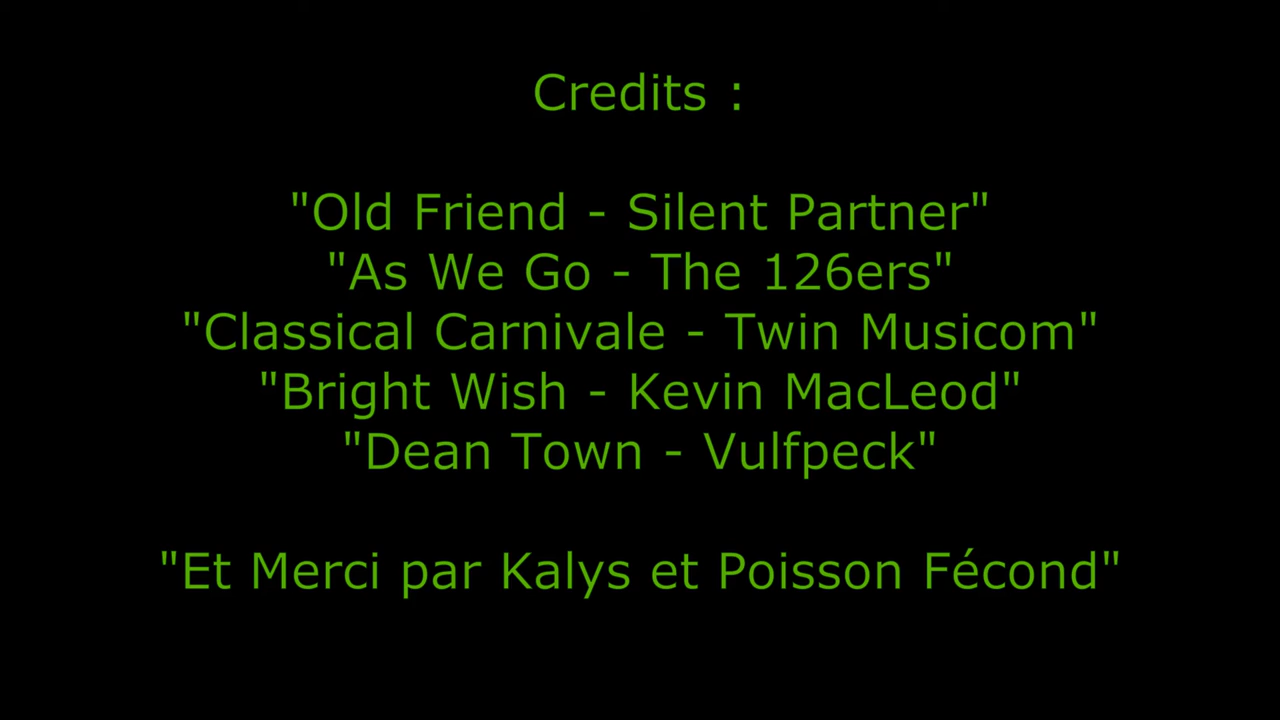 Credits :
"Old Friend - Silent Partner"
"As We Go - The 126ers"
"Classical Carnivale - Twin Musicom"
"Bright Wish - Kevin MacLeod"
"Dean Town - Vulfpeck"
"Et Merci par Kalys et Poisson Fécond"